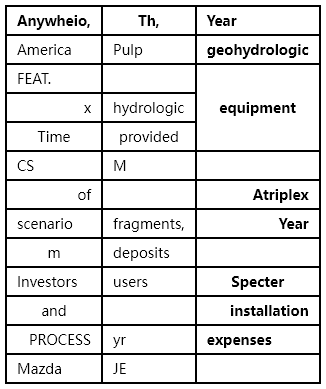 Anywheio, Th, Year
America Pulp geohydrologic
FEAT.
x hydrologic equipment
Time provided
CS M
of Atriplex
scenario fragments, Year
m deposits
Investors users Specter
and installation
PROCESS yr expenses
Mazda JE